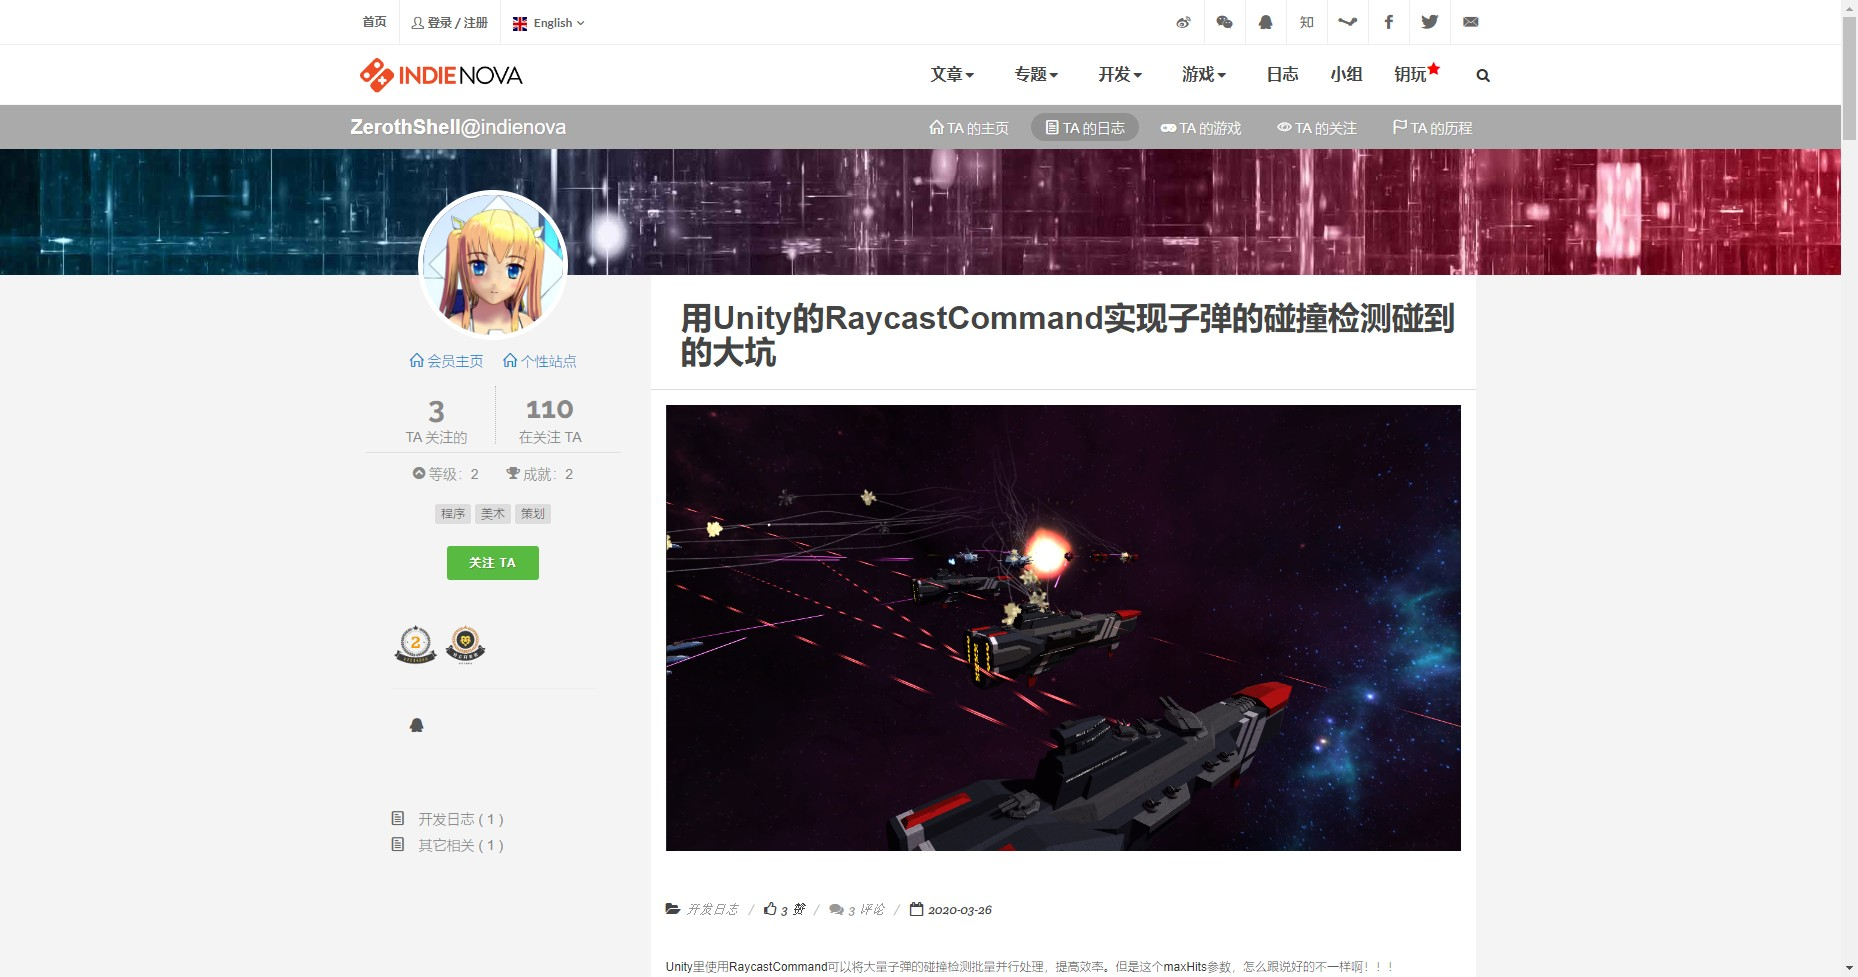 首页
登录 / 注册
English
知
INDIENOVA
文章
专题
开发
游戏
日志
小组
钥玩
ZerothShell@indienova
TA 的主页
TA 的日志
TA 的游戏
TA 的关注
TA 的历程
会员主页
个性站点
3
110
TA 关注的
在关注 TA
等级：2
成就：2
程序
美术
策划
关注 TA
2
开发日志 ( 1 )
其它相关 ( 1 )
用Unity的RaycastCommand实现子弹的碰撞检测碰到
的大坑
开发日志 / 3 赞 / 3 评论 / 2020-03-26
Unity里使用RaycastCommand可以将大量子弹的碰撞检测批量并行处理，提高效率。但是这个maxHits参数，怎么跟说好的不一样啊！！！